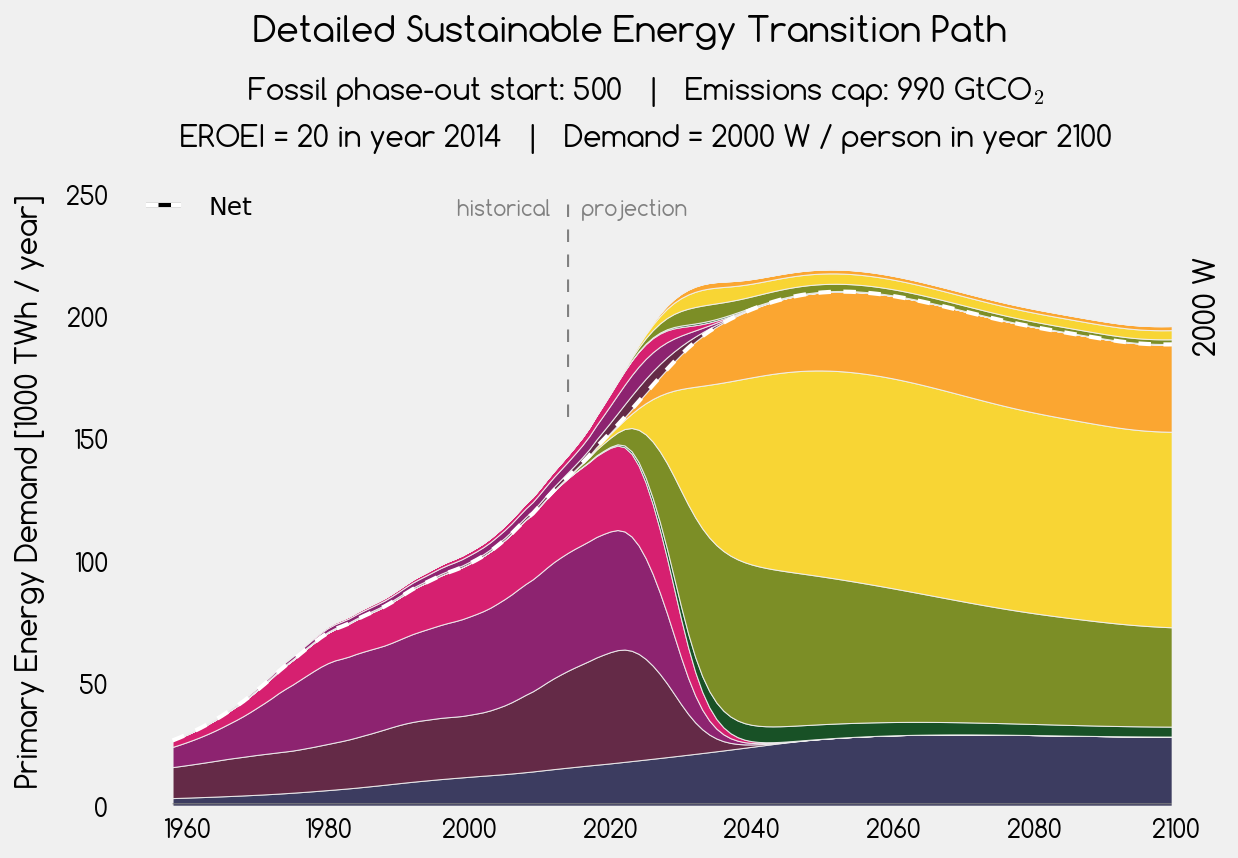 Detailed Sustainable Energy Transition Path
Fossil phase-out start: 500 | Emissions cap: 990 GtCO₂
EROEI = 20 in year 2014 | Demand = 2000 W / person in year 2100
Primary Energy Demand [1000 TWh / year]
250
200
150
100
50
0
Net
historical
projection
2000 W
1960 1980 2000 2020 2040 2060 2080 2100